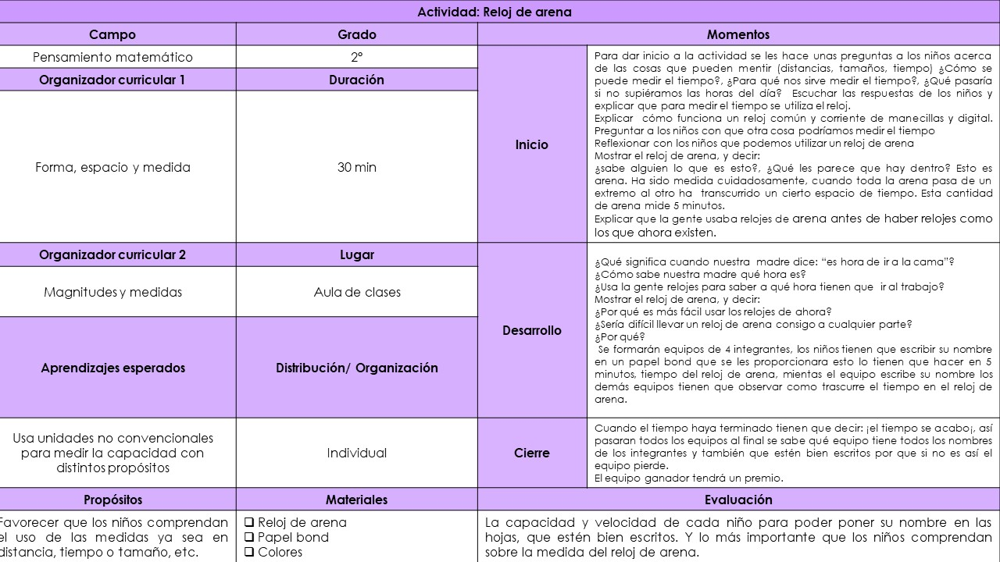 Actividad: Reloj de arena
Campo
Grado
Momentos
Pensamiento matemático
2°
Organizador curricular 1
Duración
Forma, espacio y medida
30 min
Inicio
Para dar inicio a la actividad se les hace unas preguntas a los niños acerca
de las cosas que pueden mentir (distancias, tamaños, tiempo) ¿Cómo se
puede medir el tiempo?, ¿Para qué nos sirve medir el tiempo?, ¿Qué pasaría
si no supiéramos las horas del día? Escuchar las respuestas de los niños y
explicar que para medir el tiempo se utiliza el reloj.
Explicar cómo funciona un reloj común y corriente de manecillas y digital.
Preguntar a los niños con que otra cosa podríamos medir el tiempo
Reflexionar con los niños que podemos utilizar un reloj de arena
Mostrar el reloj de arena, y decir:
¿sabe alguien lo que es esto?, ¿Qué les parece que hay dentro? Esto es
arena. Ha sido medida cuidadosamente, cuando toda la arena pasa de un
extremo al otro ha transcurrido un cierto espacio de tiempo. Esta cantidad
de arena mide 5 minutos.
Explicar que la gente usaba relojes de arena antes de haber relojes como
los que ahora existen.
Organizador curricular 2
Lugar
Magnitudes y medidas
Aula de clases
Aprendizajes esperados
Distribución/ Organización
Desarrollo
¿Qué significa cuando nuestra madre dice: “es hora de ir a la cama”?
¿Cómo sabe nuestra madre qué hora es?
¿Usa la gente relojes para saber a qué hora tienen que ir al trabajo?
Mostrar el reloj de arena, y decir:
¿Por qué es más fácil usar los relojes de ahora?
¿Sería difícil llevar un reloj de arena consigo a cualquier parte?
¿Por qué?
Se formarán equipos de 4 integrantes, los niños tienen que escribir su nombre
en un papel bond que se les proporcionara esto lo tienen que hacer en 5
minutos, tiempo del reloj de arena, mientas el equipo escribe su nombre los
demás equipos tienen que observar como trascurre el tiempo en el reloj de
arena.
Usa unidades no convencionales
para medir la capacidad con
distintos propósitos
Individual
Cierre
Cuando el tiempo haya terminado tienen que decir: ¡el tiempo se acabo¡, así
pasaran todos los equipos al final se sabe qué equipo tiene todos los nombres
de los integrantes y también que estén bien escritos por que si no es así el
equipo pierde.
El equipo ganador tendrá un premio.
Propósitos
Materiales
Evaluación
Favorecer que los niños comprendan
el uso de las medidas ya sea en
distancia, tiempo o tamaño, etc.
❑ Reloj de arena
❑ Papel bond
❑ Colores
La capacidad y velocidad de cada niño para poder poner su nombre en las
hojas, que estén bien escritos. Y lo más importante que los niños comprendan
sobre la medida del reloj de arena.